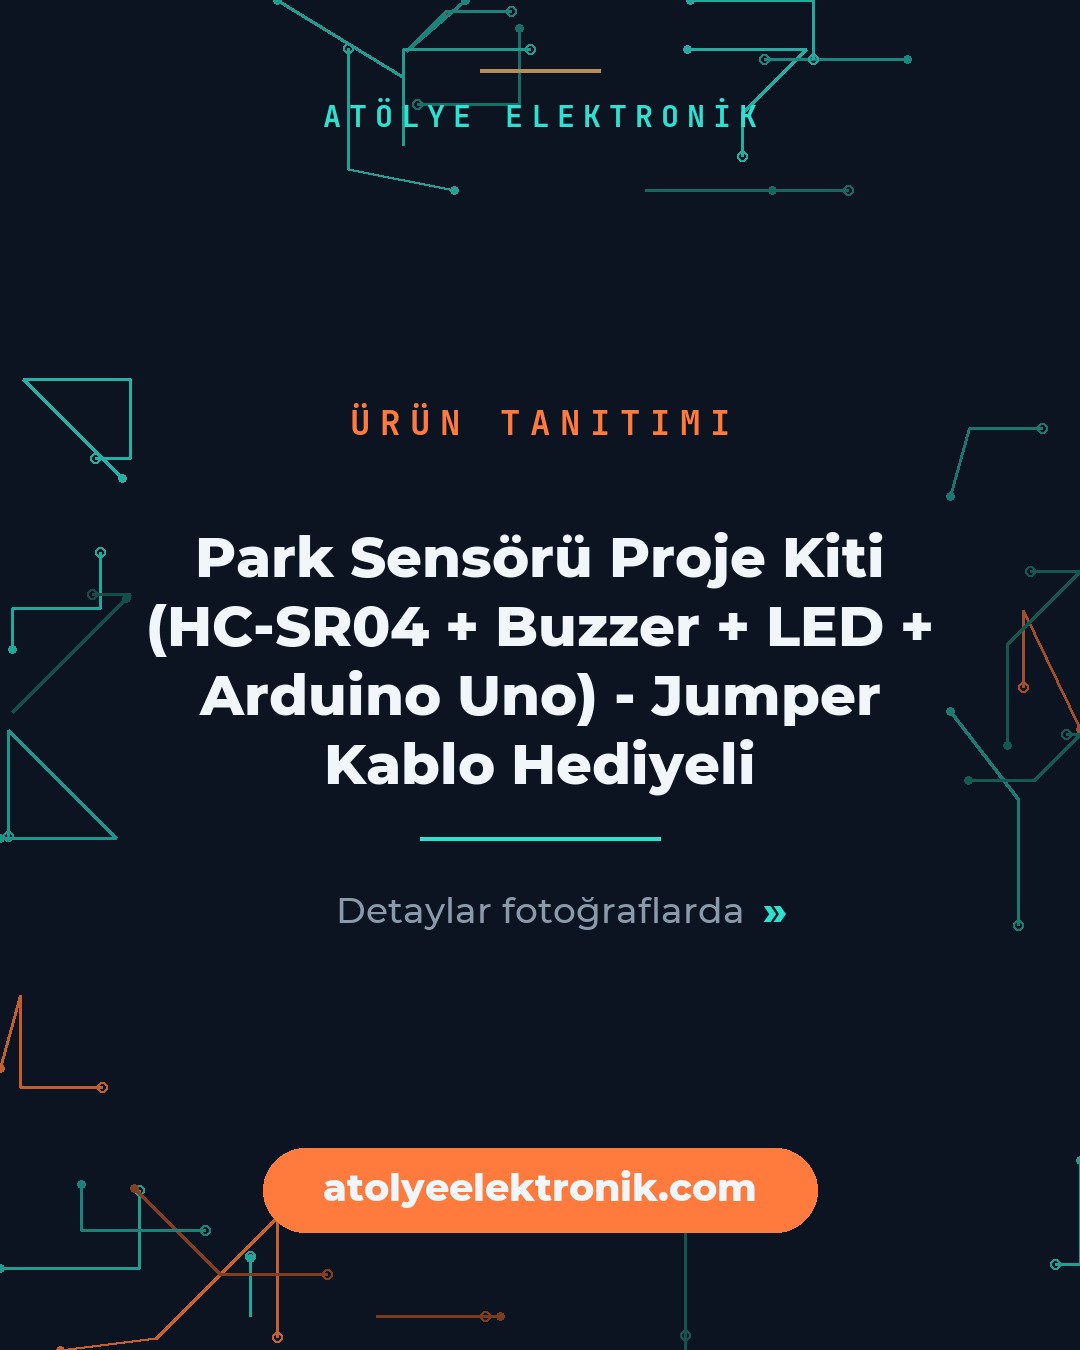 ATÖLYE ELEKTRONİK
ÜRÜN TANITIMI
Park Sensörü Proje Kiti
(HC-SR04 + Buzzer + LED +
Arduino Uno) - Jumper
Kablo Hediyeli
Detaylar fotoğraflarda »
atolyeelektronik.com